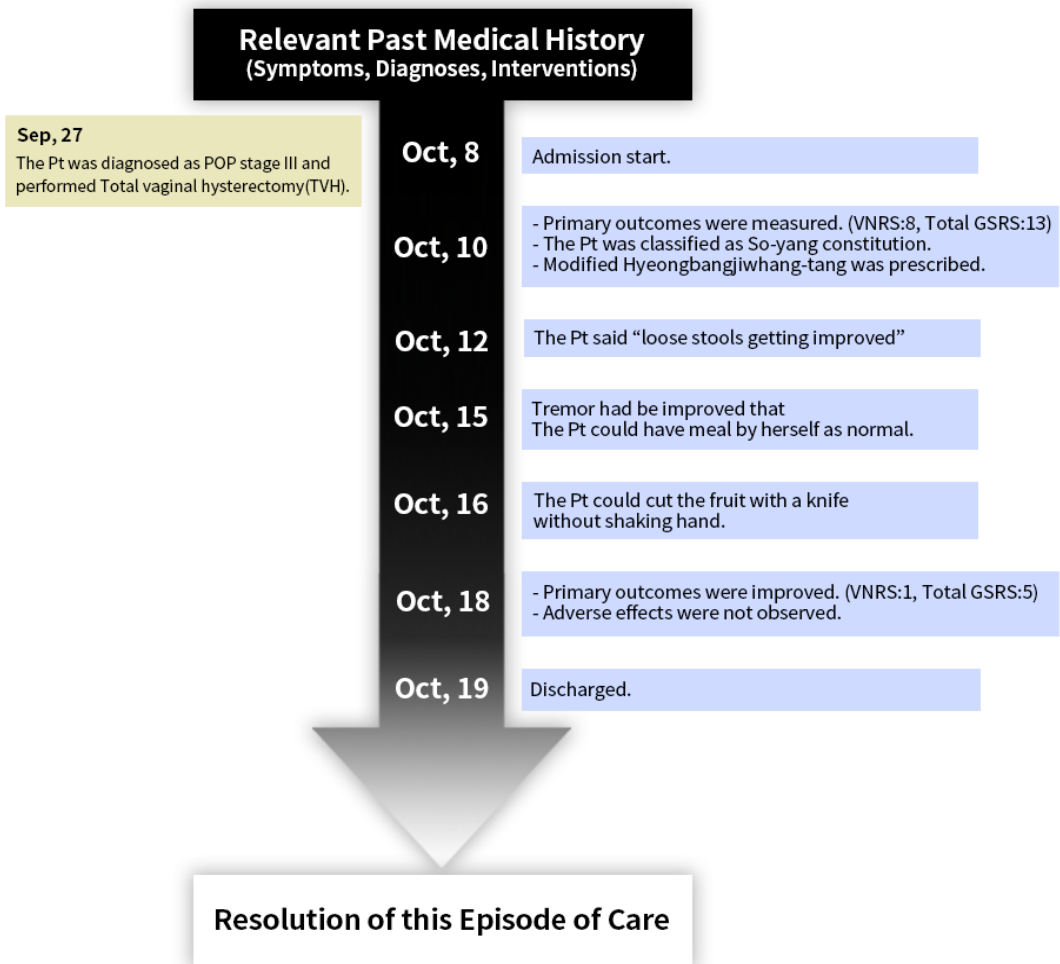 Relevant Past Medical History
(Symptoms, Diagnoses, Interventions)
Sep, 27
The Pt was diagnosed as POP stage III and
performed Total vaginal hysterectomy(TVH).
Oct, 8
Admission start.
Oct, 10
- Primary outcomes were measured. (VNRS:8, Total GSRS:13)
- The Pt was classified as So-yang constitution.
- Modified Hyeongbangjiwhang-tang was prescribed.
Oct, 12
The Pt said “loose stools getting improved”
Oct, 15
Tremor had be improved that
The Pt could have meal by herself as normal.
Oct, 16
The Pt could cut the fruit with a knife
without shaking hand.
Oct, 18
- Primary outcomes were improved. (VNRS:1, Total GSRS:5)
- Adverse effects were not observed.
Oct, 19
Discharged.
Resolution of this Episode of Care